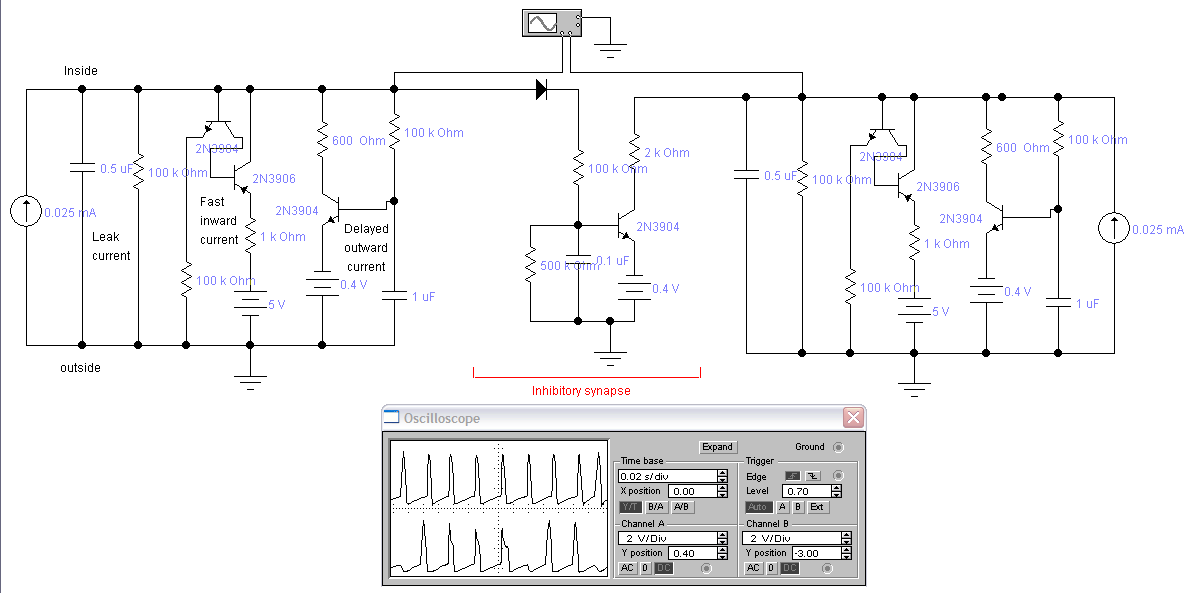 Inside
100 k Ohm
600 Ohm
100 k Ohm
600 Ohm
2N3904
2N3904
2 k Ohm
0.5 uF
100 k Ohm
2N3906
100 k Ohm
0.5 uF
100 k Ohm
2N3906
Fast
inward
current
0.025 mA
2N3904
2N3904
2N3904
0.025 mA
Leak
current
1 k Ohm
Delayed
outward
current
1 k Ohm
500 k Ohm
0.1 uF
100 k Ohm
0.4 V
0.4 V
100 k Ohm
0.4 V
5 V
1 uF
5 V
1 uF
outside
Inhibitory synapse
Oscilloscope
Expand
Ground
Time base
0.02 s/div
X position
0.00
Y/T
B/A
A/B
Trigger
Edge
Level
0.70
Auto
A
B
Ext
Channel A
2 V/Div
Y position
0.40
AC
0
DC
Channel B
2 V/Div
Y position
-3.00
AC
0
DC